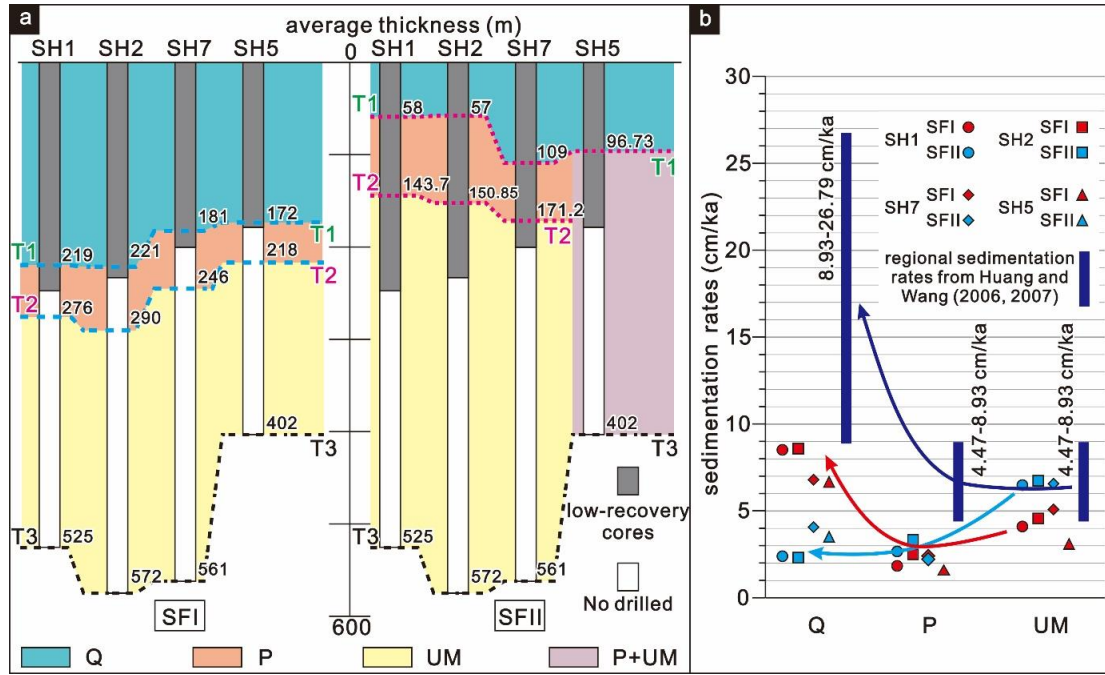 a
average thickness (m)
SH1 SH2 SH7 SH5 0 SH1 SH2 SH7 SH5
T1 58 57
109 96.73 T1
T2 143.7 150.85 171.2 T2
181 172
T1 219 221 T1
218 T2
246
T2 276 290
402 T3
402 T3
low-recovery
cores
T3 525
572 561
T3 525
572 561
No drilled
SFI
600
SFII
Q P UM P+UM
b
sedimentation rates (cm/ka)
30
25
20
15
10
5
0
Q P UM
8.93-26.79 cm/ka
4.47-8.93 cm/ka
4.47-8.93 cm/ka
SH1 SFI SFII
SH2 SFI SFII
SH7 SFI SFII
SH5 SFI SFII
regional sedimentation
rates from Huang and
Wang (2006, 2007)